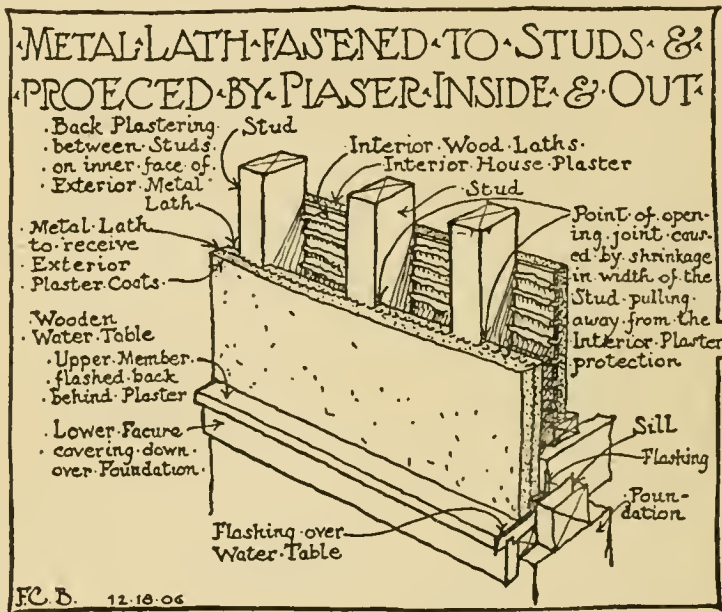 ·METAL·LATH·FASTENED·TO·STUDS·&·
·PROECED·BY·PIASER·INSIDE·&·OUT·
·Back Plastering·
·between·Studs·
·on·inner·face·of·
·Exterior·Metal
Lath·
·Stud·
·Interior·Wood·Laths·
·Interior·House·Plaster
·Stud·
·Point·of·open-
ing·joint·caus-
ed·by·shrinkage
in·width·of·the
Stud·pulling·
away·from·the
Interior·Plaster
protection
·Metal·Lath
·to·receive
·Exterior
·Plaster·Coats·
·Wooden
·Water·Table
·Upper·Member
·flashed·back
behind·Plaster
·Lower·Facure
·covering·down
over·Foundation·
Sill
Flashing
·Poun-
dation·
Flashing·over
Water·Table
F.C.B. 12·18·06